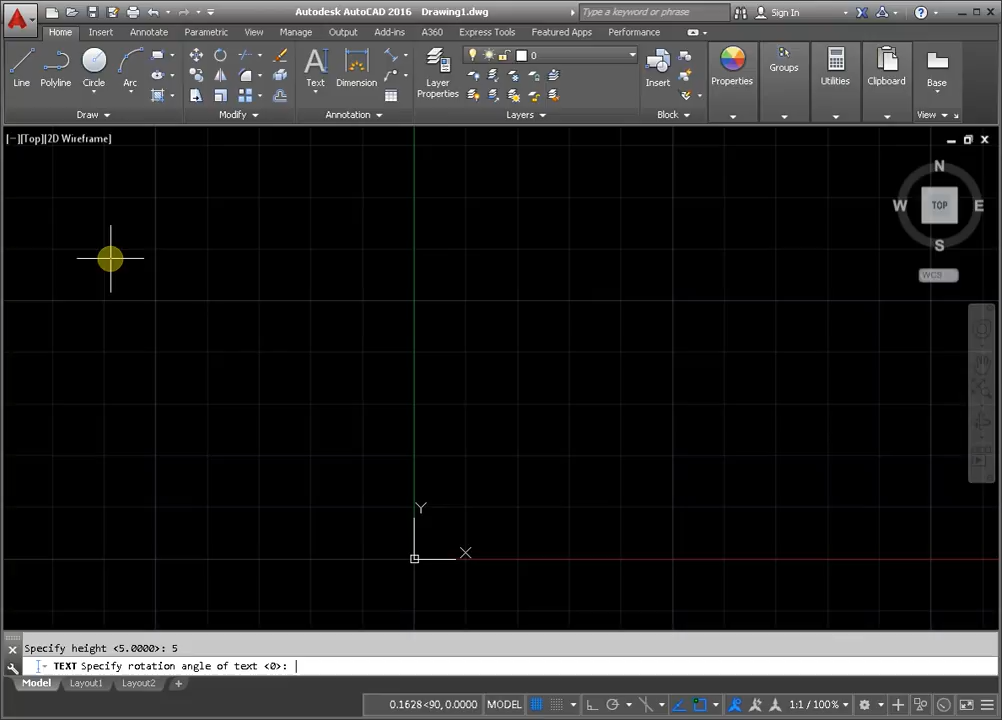 Autodesk AutoCAD 2016 Drawing1.dwg
Type a keyword or phrase
Sign In
Home Insert Annotate Parametric View Manage Output Add-ins A360 Express Tools Featured Apps Performance
0
Line Polyline Circle Arc
Text Dimension
Layer
Properties
Insert
Properties Groups Utilities Clipboard Base
Draw Modify Annotation Layers Block View
[−][Top][2D Wireframe]
N
W TOP E
S
WCS
Y
X
Specify height <5.0000>: 5
TEXT Specify rotation angle of text <0>:
Model Layout1 Layout2 +
0.1628<90, 0.0000 MODEL 1:1 / 100%